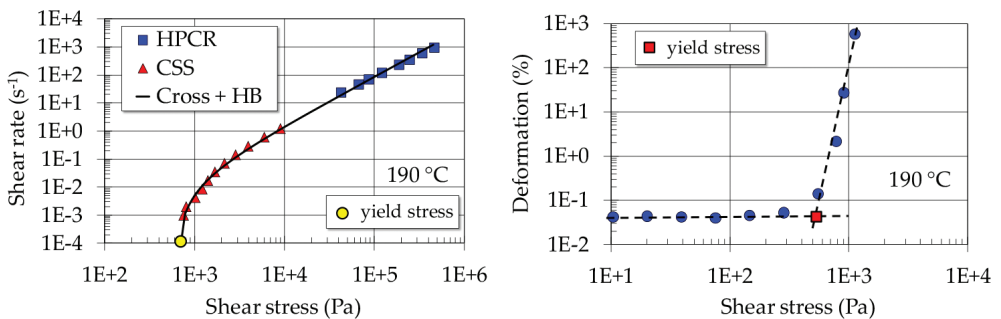 1E+4
1E+3
1E+2
1E+1
1E+0
1E-1
1E-2
1E-3
1E-4
Shear rate (s⁻¹)
HPCR
CSS
Cross + HB
190 °C
yield stress
1E+2 1E+3 1E+4 1E+5 1E+6
Shear stress (Pa)
1E+3
1E+2
1E+1
1E+0
1E-1
1E-2
Deformation (%)
yield stress
190 °C
1E+1 1E+2 1E+3 1E+4
Shear stress (Pa)